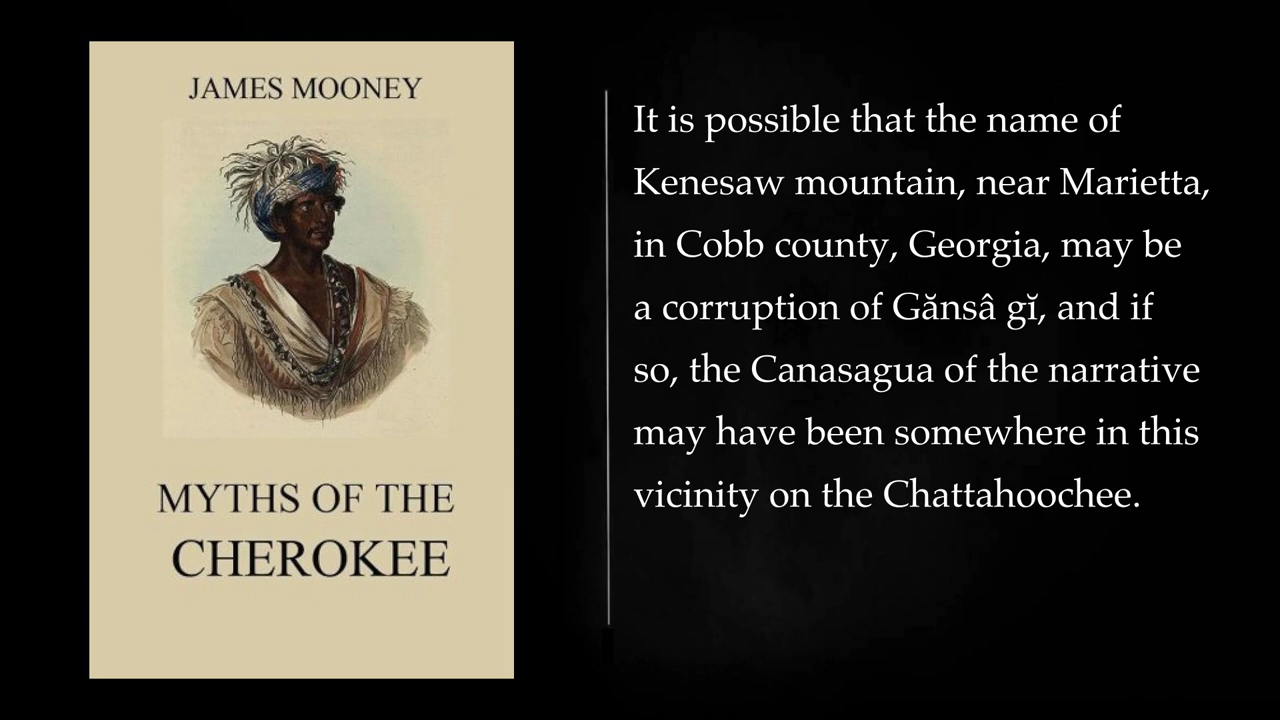 JAMES MOONEY
MYTHS OF THE
CHEROKEE
It is possible that the name of
Kenesaw mountain, near Marietta,
in Cobb county, Georgia, may be
a corruption of Gănsâ gĭ, and if
so, the Canasagua of the narrative
may have been somewhere in this
vicinity on the Chattahoochee.